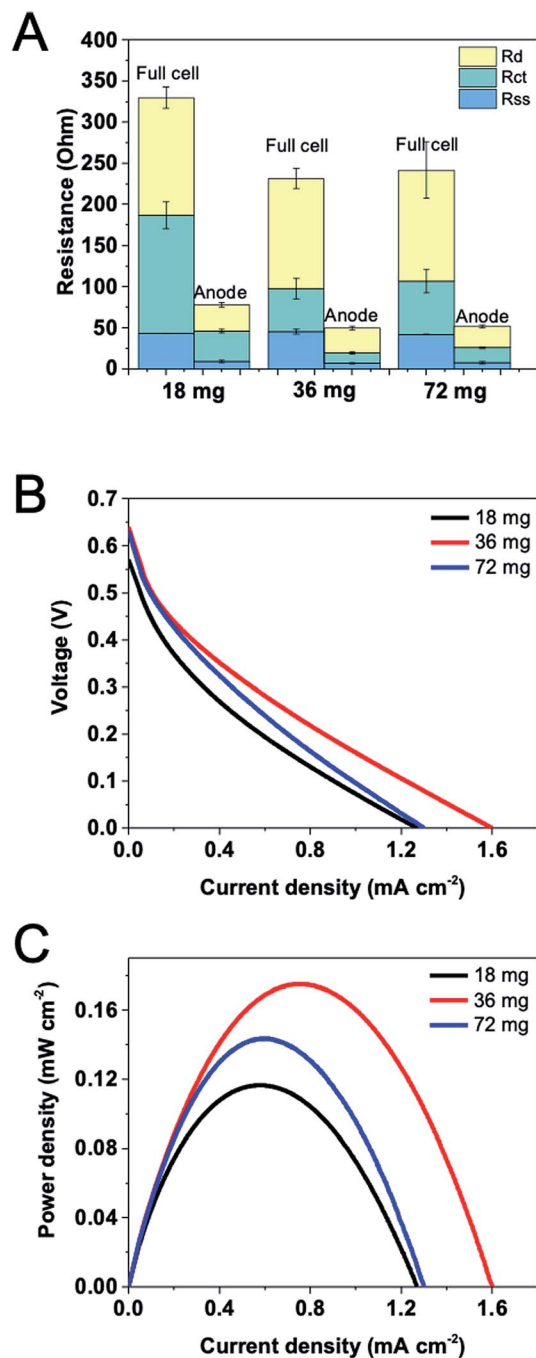 A
400
350
300
250
200
150
100
50
0
Resistance (Ohm)
Full cell
Anode
Full cell
Anode
Full cell
Anode
Rd
Rct
Rss
18 mg 36 mg 72 mg
B
0.7
0.6
0.5
0.4
0.3
0.2
0.1
0.0
Voltage (V)
18 mg
36 mg
72 mg
0.0 0.4 0.8 1.2 1.6
Current density (mA cm⁻²)
C
0.16
0.12
0.08
0.04
0.00
Power density (mW cm⁻²)
18 mg
36 mg
72 mg
0.0 0.4 0.8 1.2 1.6
Current density (mA cm⁻²)